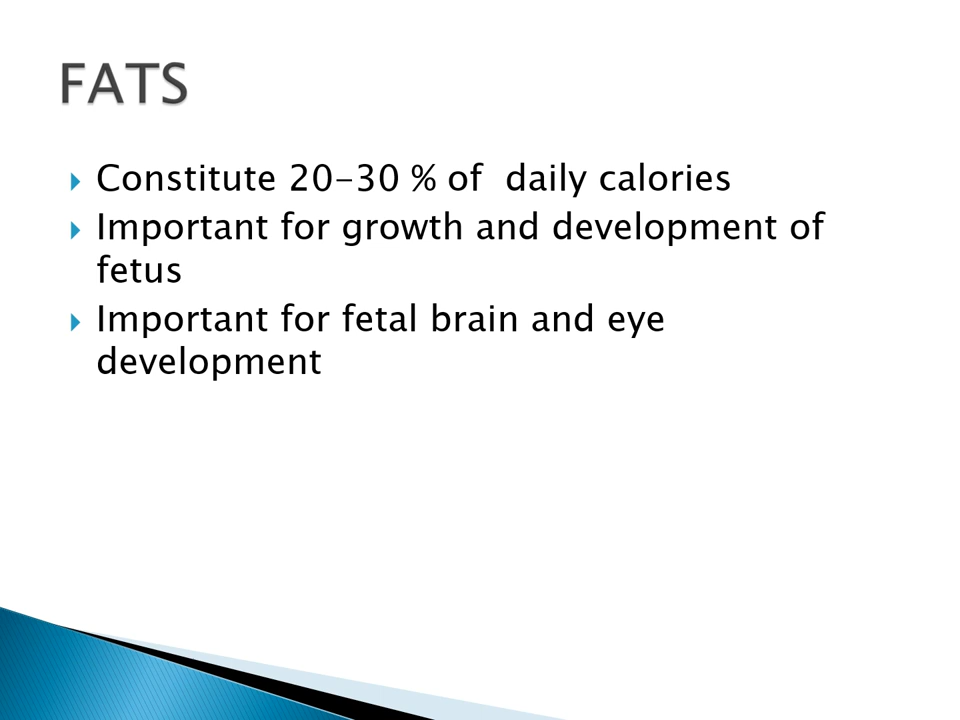 FATS
Constitute 20-30 % of  daily calories
Important for growth and development of
fetus
Important for fetal brain and eye
development